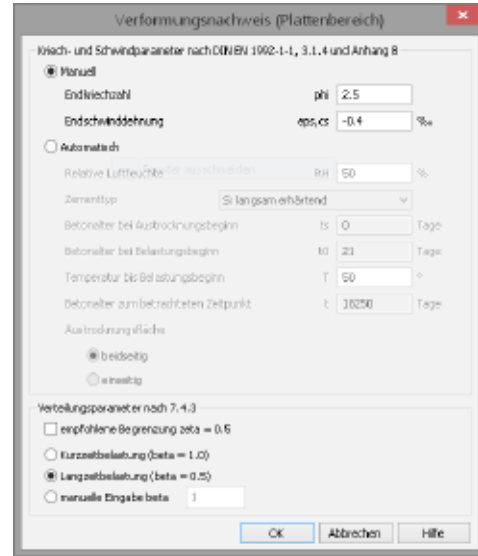 Verformungsnachweis (Plattenbereich)
Kriech- und Schwindparameter nach DIN EN 1992-1-1, 3.1.4 und Anhang B
Manuell
Endkriechzahl phi 2.5
Endschwinddehnung eps,cs -0.4 ‰
Automatisch
Relative Luftfeuchte RH 50 %
Zementtyp S: langsam erhärtend
Betonalter bei Austrocknungsbeginn ts 0 Tage
Betonalter bei Belastungsbeginn t0 21 Tage
Temperatur bis Belastungsbeginn T 50 °
Betonalter zum betrachteten Zeitpunkt t 18250 Tage
Austrocknungsfläche
beidseitig
einseitig
Verteilungsparameter nach 7.4.3
empfohlene Begrenzung zeta = 0.5
Kurzzeitbelastung (beta = 1.0)
Langzeitbelastung (beta = 0.5)
manuelle Eingabe beta 1
OK Abbrechen Hilfe